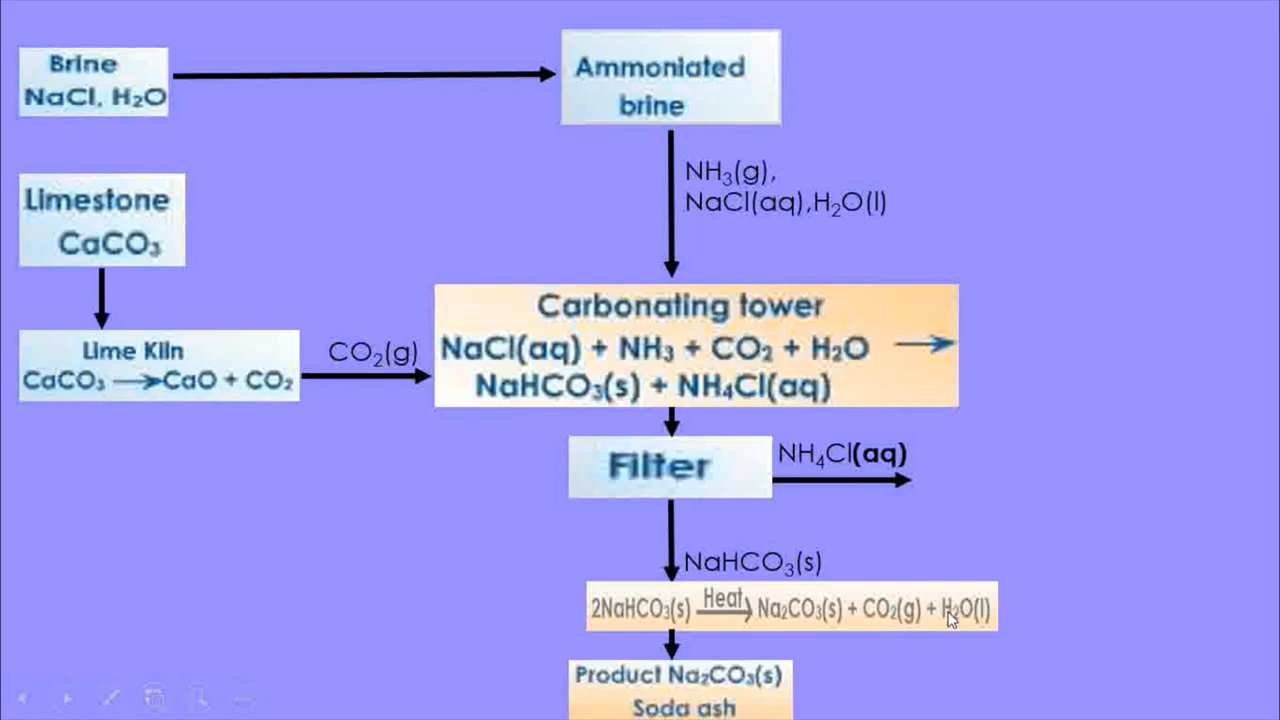 Brine
NaCl, H₂O
Ammoniated
brine
NH₃(g),
NaCl(aq),H₂O(l)
Limestone
CaCO₃
Lime Kiln
CaCO₃ ⟶CaO + CO₂
CO₂(g)
Carbonating tower
NaCl(aq) + NH₃ + CO₂ + H₂O →
NaHCO₃(s) + NH₄Cl(aq)
Filter
NH₄Cl(aq)
NaHCO₃(s)
Heat
2NaHCO₃(s) ⟶ Na₂CO₃(s) + CO₂(g) + H₂O(l)
Product Na₂CO₃(s)
Soda ash